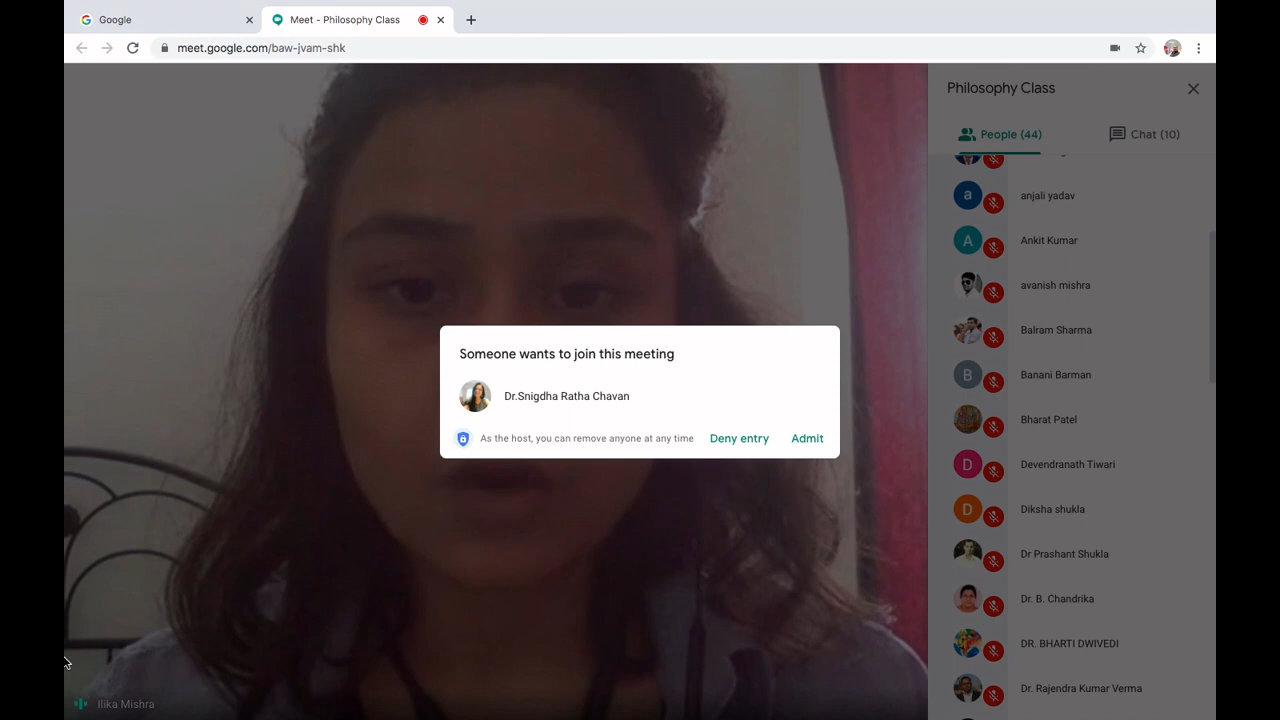 Google
Meet - Philosophy Class
meet.google.com/baw-jvam-shk
Philosophy Class
People (44)
Chat (10)
a
anjali yadav
A
Ankit Kumar
avanish mishra
Balram Sharma
B
Banani Barman
Bharat Patel
D
Devendranath Tiwari
D
Diksha shukla
Dr Prashant Shukla
Dr. B. Chandrika
DR. BHARTI DWIVEDI
Dr. Rajendra Kumar Verma
Someone wants to join this meeting
Dr.Snigdha Ratha Chavan
As the host, you can remove anyone at any time
Deny entry
Admit
Ilika Mishra